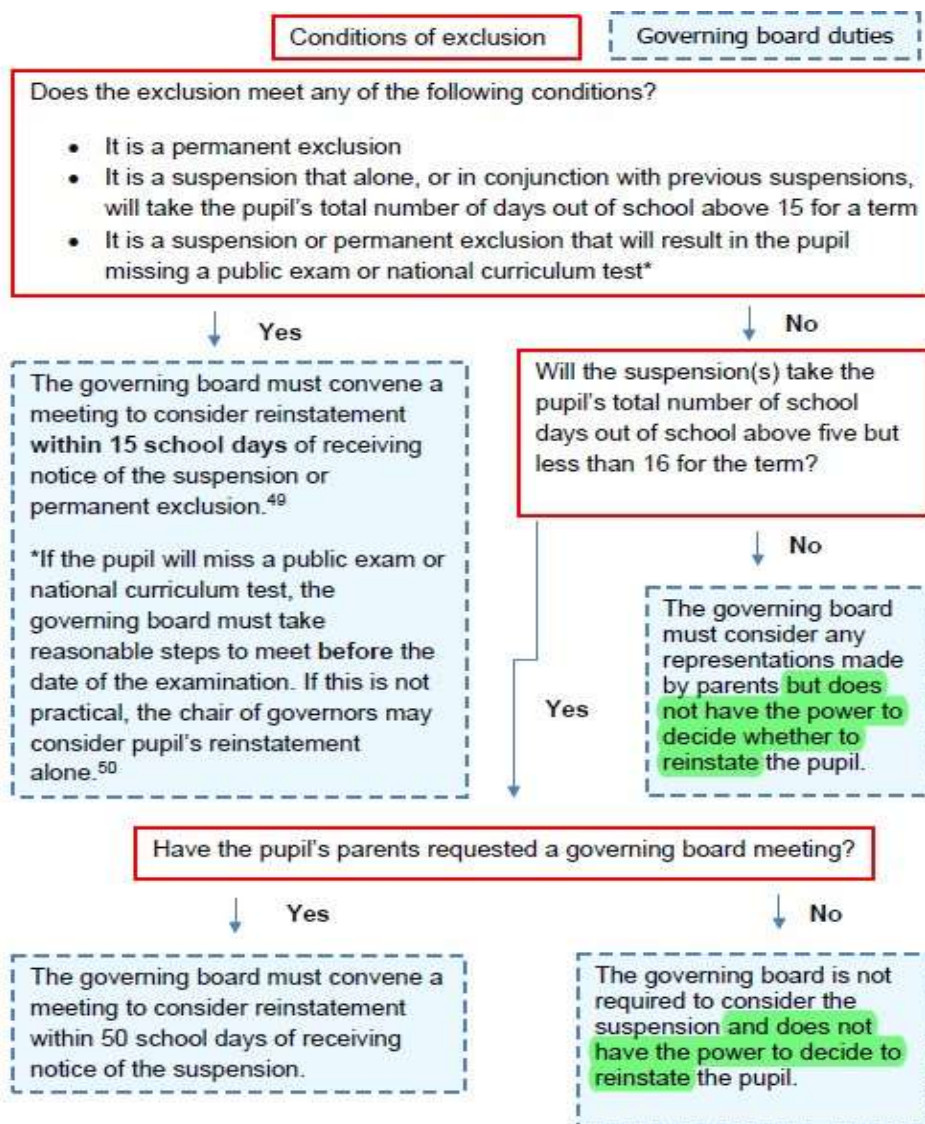 Conditions of exclusion
Governing board duties
Does the exclusion meet any of the following conditions?
• It is a permanent exclusion
• It is a suspension that alone, or in conjunction with previous suspensions,
will take the pupil's total number of days out of school above 15 for a term
• It is a suspension or permanent exclusion that will result in the pupil
missing a public exam or national curriculum test*
Yes
No
The governing board must convene a
meeting to consider reinstatement
within 15 school days of receiving
notice of the suspension or
permanent exclusion.49
*If the pupil will miss a public exam or
national curriculum test, the
governing board must take
reasonable steps to meet before the
date of the examination. If this is not
practical, the chair of governors may
consider pupil's reinstatement
alone.50
Will the suspension(s) take the
pupil's total number of school
days out of school above five but
less than 16 for the term?
No
The governing board
must consider any
representations made
by parents but does
not have the power to
decide whether to
reinstate the pupil.
Yes
Have the pupil's parents requested a governing board meeting?
Yes
No
The governing board must convene a
meeting to consider reinstatement
within 50 school days of receiving
notice of the suspension.
The governing board is not
required to consider the
suspension and does not
have the power to decide to
reinstate the pupil.